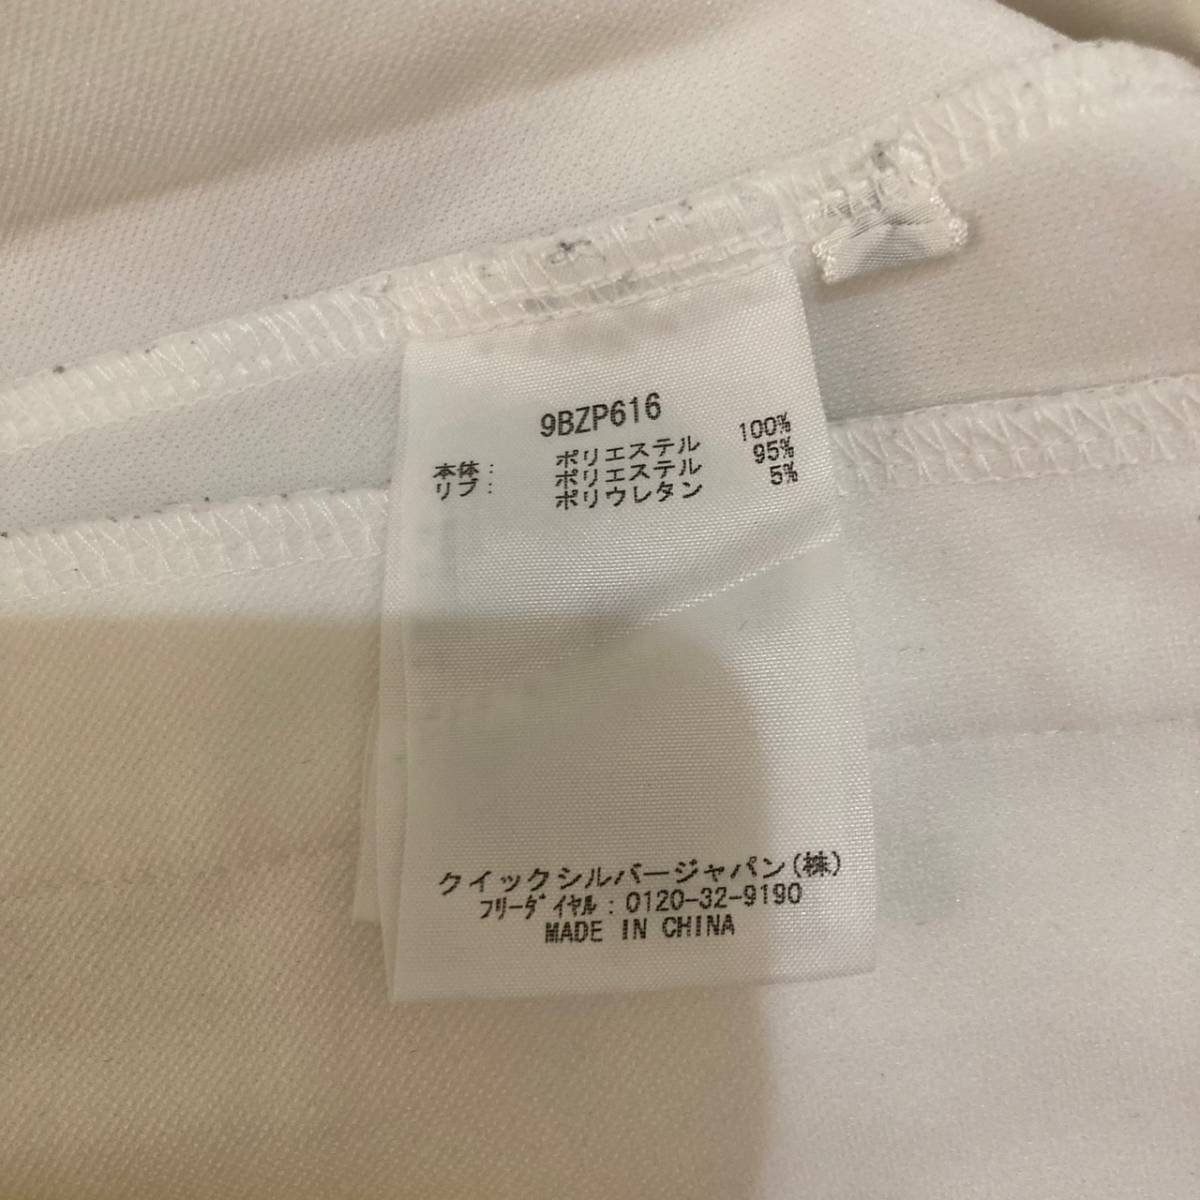 9BZP616
本体: ポリエステル 100%
リブ: ポリエステル 95%
ポリウレタン 5%
クイックシルバージャパン(株)
ﾌﾘｰﾀﾞｲﾔﾙ:0120-32-9190
MADE IN CHINA